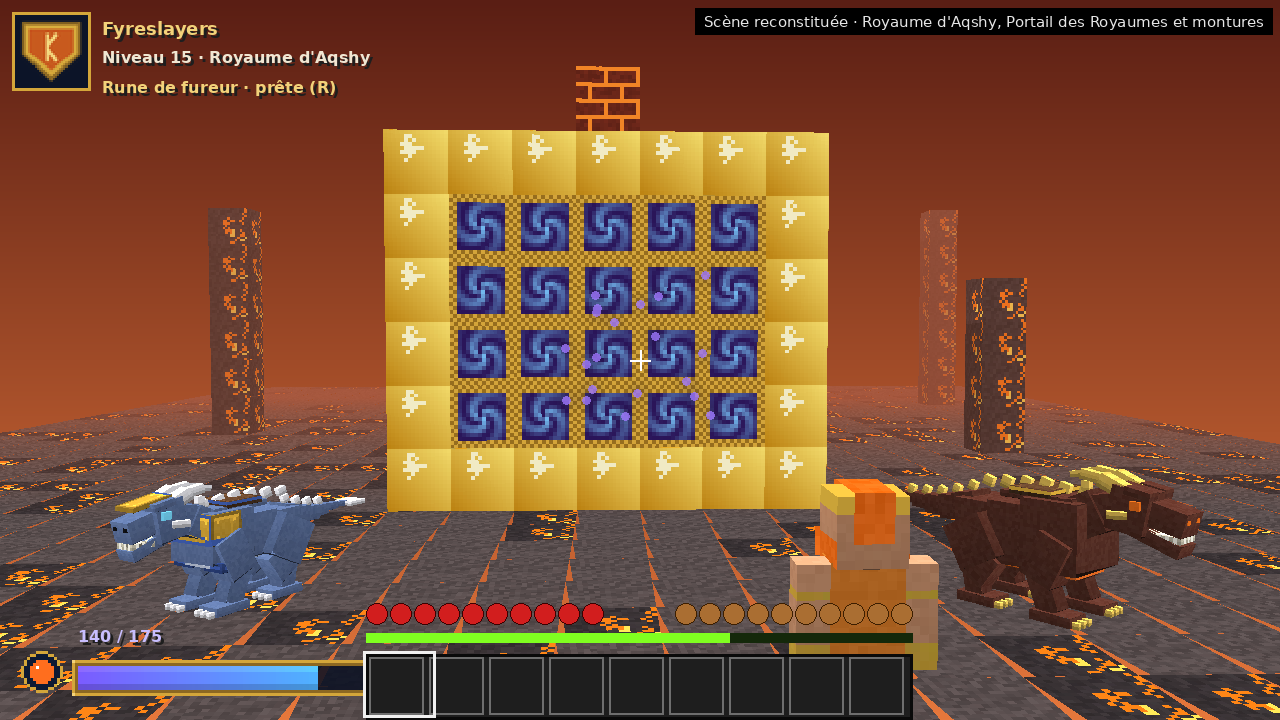 Fyreslayers
Niveau 15 · Royaume d'Aqshy
Rune de fureur · prête (R)
Scène reconstituée · Royaume d'Aqshy, Portail des Royaumes et montures
140 / 175